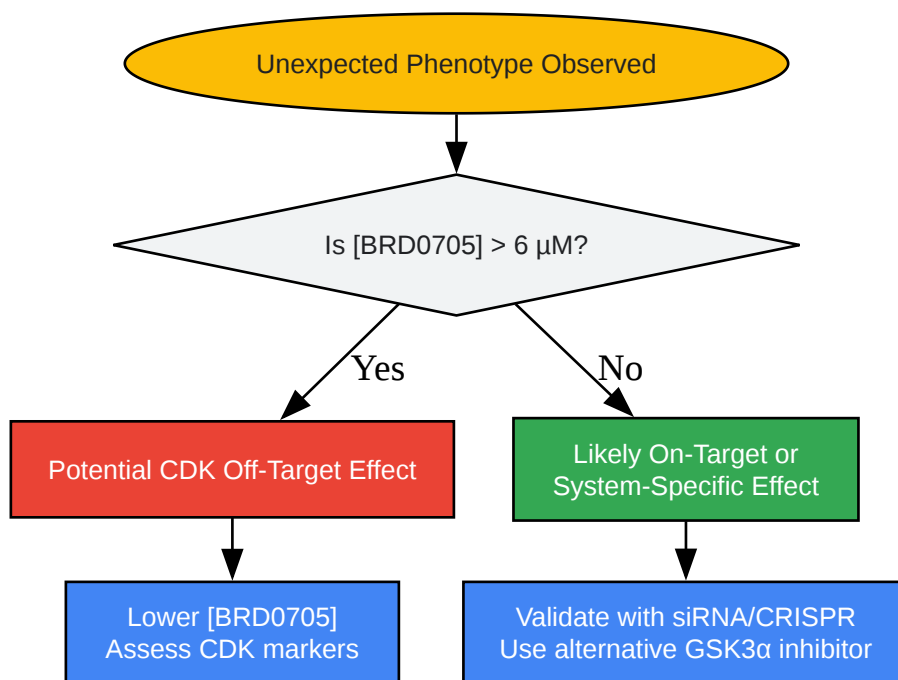 Unexpected Phenotype Observed
Is [BRD0705] > 6 µM?
Yes
No
Potential CDK Off-Target Effect
Likely On-Target or
System-Specific Effect
Lower [BRD0705]
Assess CDK markers
Validate with siRNA/CRISPR
Use alternative GSK3α inhibitor